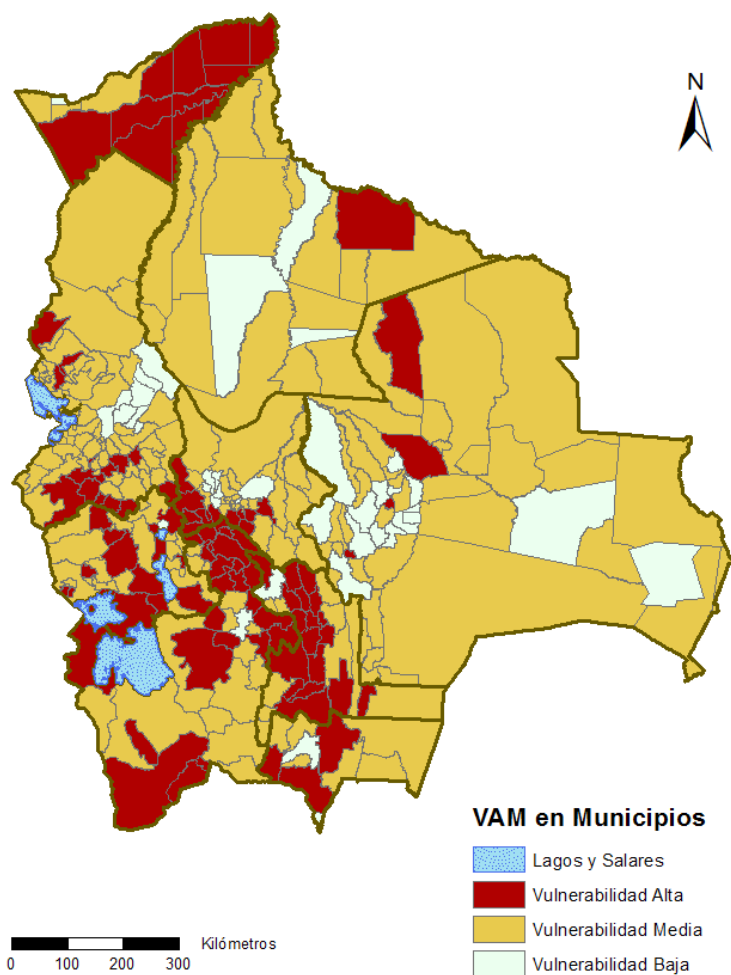 N
VAM en Municipios
Lagos y Salares
Vulnerabilidad Alta
Vulnerabilidad Media
Vulnerabilidad Baja
Kilómetros
0 100 200 300